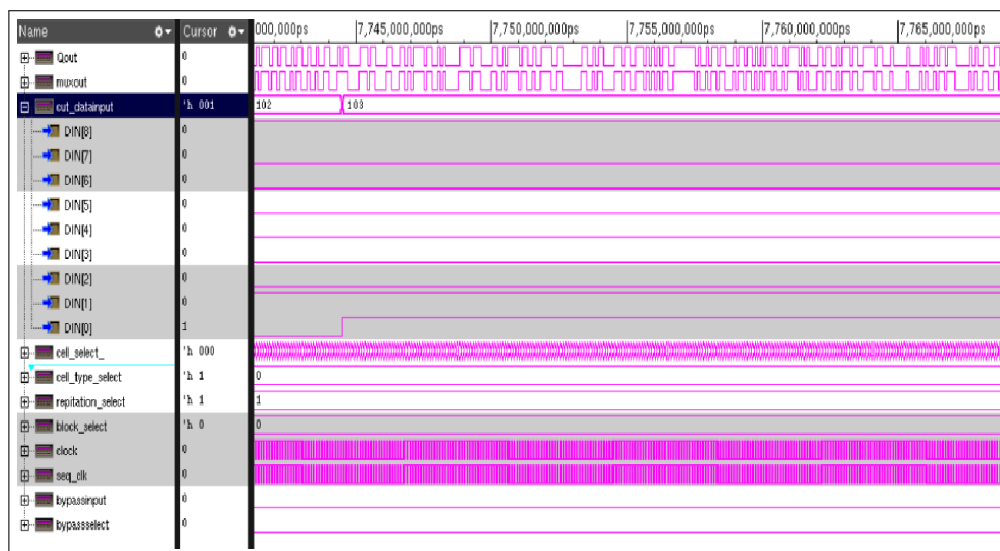 Name Cursor 000,000ps 7,745,000,000ps 7,750,000,000ps 7,755,000,000ps 7,760,000,000ps 7,765,000,000ps
Qout 0
muxout 0
cut_datainput 'h 001 102 103
DIN[8] 0
DIN[7] 0
DIN[6] 0
DIN[5] 0
DIN[4] 0
DIN[3] 0
DIN[2] 0
DIN[1] 0
DIN[0] 1
cell_select_ 'h 000
cell_type_select 'h 1 0
repitation_select 'h 1 1
block_select 'h 0 0
clock 0
seq_clk 0
bypassinput 0
bypassselect 0